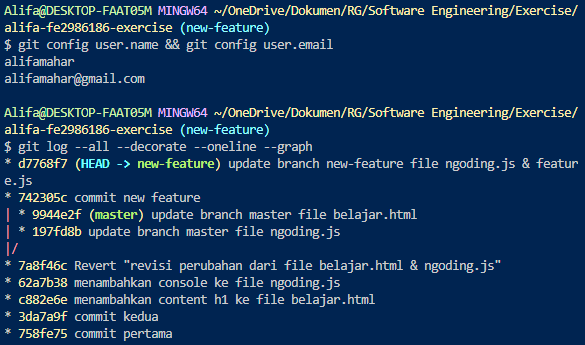 Alifa@DESKTOP-FAAT05M MINGW64 ~/OneDrive/Dokumen/RG/Software Engineering/Exercise/
alifa-fe2986186-exercise (new-feature)
$ git config user.name && git config user.email
alifamahar
alifamahar@gmail.com

Alifa@DESKTOP-FAAT05M MINGW64 ~/OneDrive/Dokumen/RG/Software Engineering/Exercise/
alifa-fe2986186-exercise (new-feature)
$ git log --all --decorate --oneline --graph
* d7768f7 (HEAD -> new-feature) update branch new-feature file ngoding.js & featur
e.js
* 742305c commit new feature
| * 9944e2f (master) update branch master file belajar.html
| * 197fd8b update branch master file ngoding.js
|/
* 7a8f46c Revert "revisi perubahan dari file belajar.html & ngoding.js"
* 62a7b38 menambahkan console ke file ngoding.js
* c882e6e menambahkan content h1 ke file belajar.html
* 3da7a9f commit kedua
* 758fe75 commit pertama